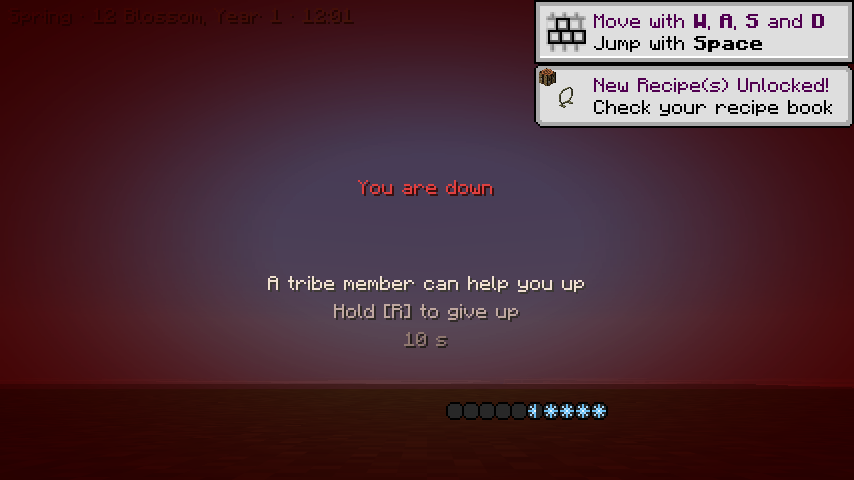 Spring · 12 Blossom, Year 1 · 12:01
Move with W, A, S and D
Jump with Space
New Recipe(s) Unlocked!
Check your recipe book
You are down
A tribe member can help you up
Hold [R] to give up
10 s